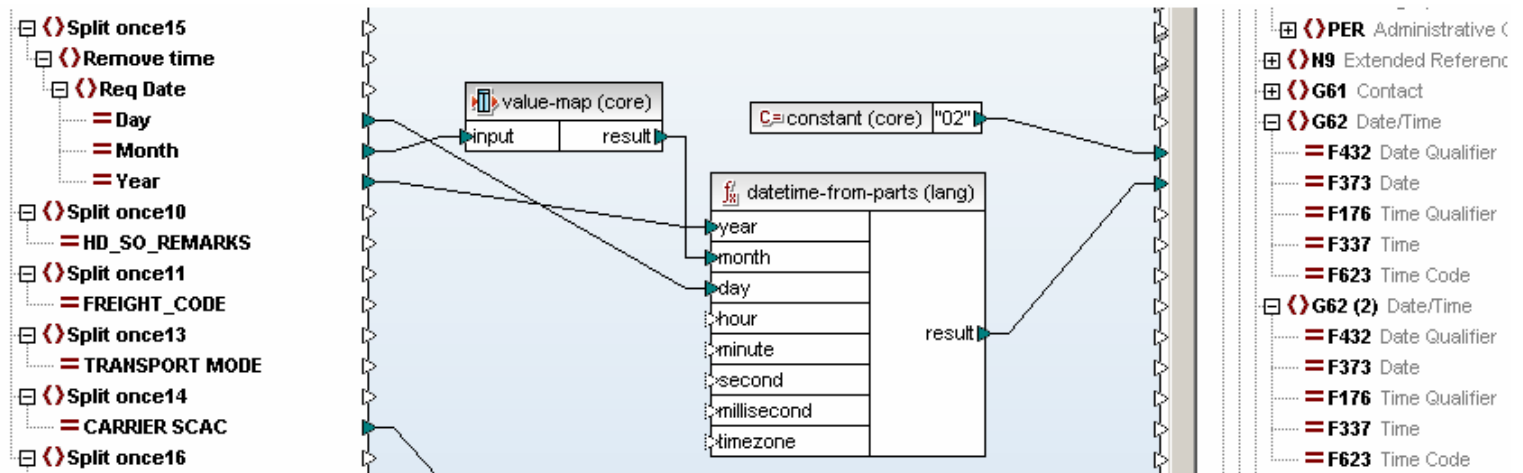 Split once15
Remove time
Req Date
Day
Month
Year
Split once10
HD_SO_REMARKS
Split once11
FREIGHT_CODE
Split once13
TRANSPORT MODE
Split once14
CARRIER SCAC
Split once16
value-map (core)
input result
C= constant (core) "02"
fx datetime-from-parts (lang)
year
month
day
hour
minute
second
millisecond
timezone
result
PER Administrative C
N9 Extended Referenc
G61 Contact
G62 Date/Time
F432 Date Qualifier
F373 Date
F176 Time Qualifier
F337 Time
F623 Time Code
G62 (2) Date/Time
F432 Date Qualifier
F373 Date
F176 Time Qualifier
F337 Time
F623 Time Code